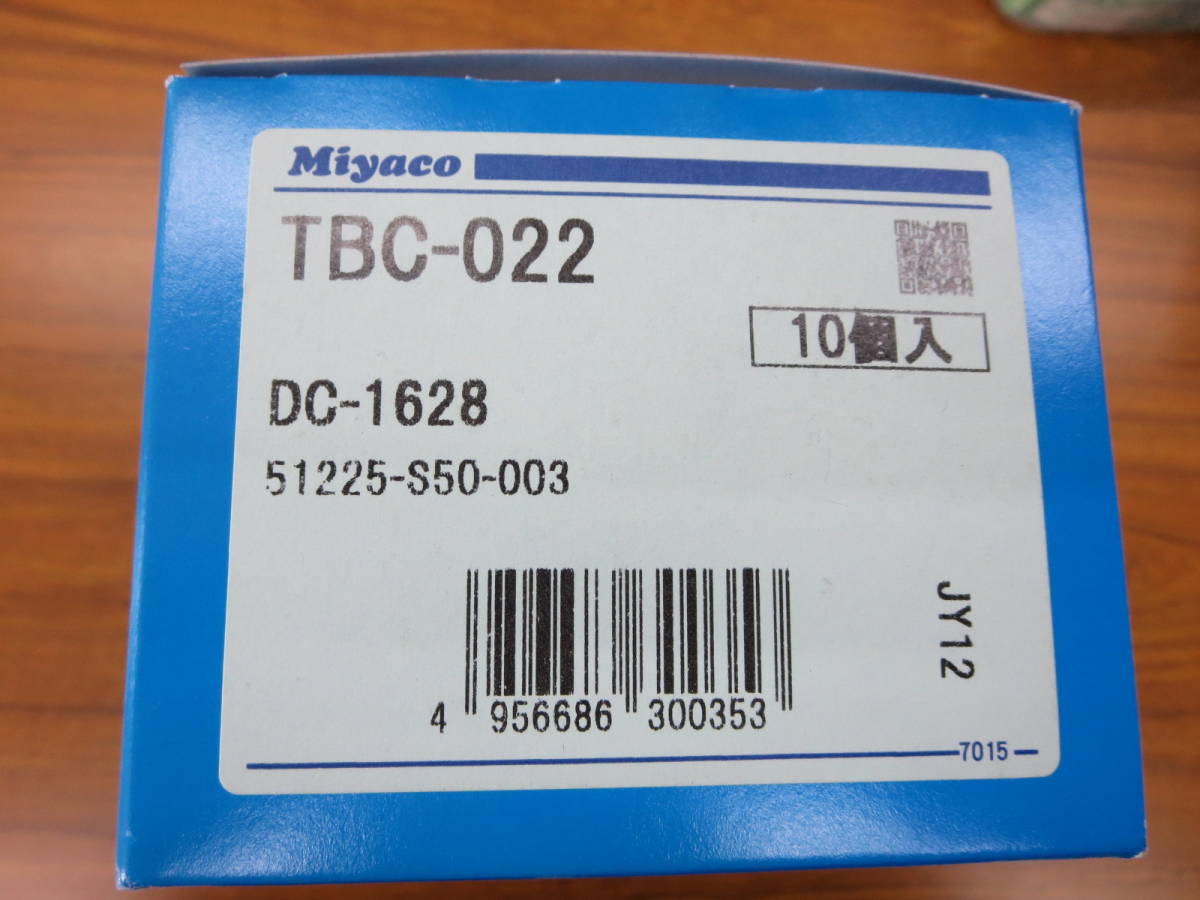 Miyaco
TBC-022
10個入
DC-1628
51225-S50-003
JY12
4 956686 300353
7015